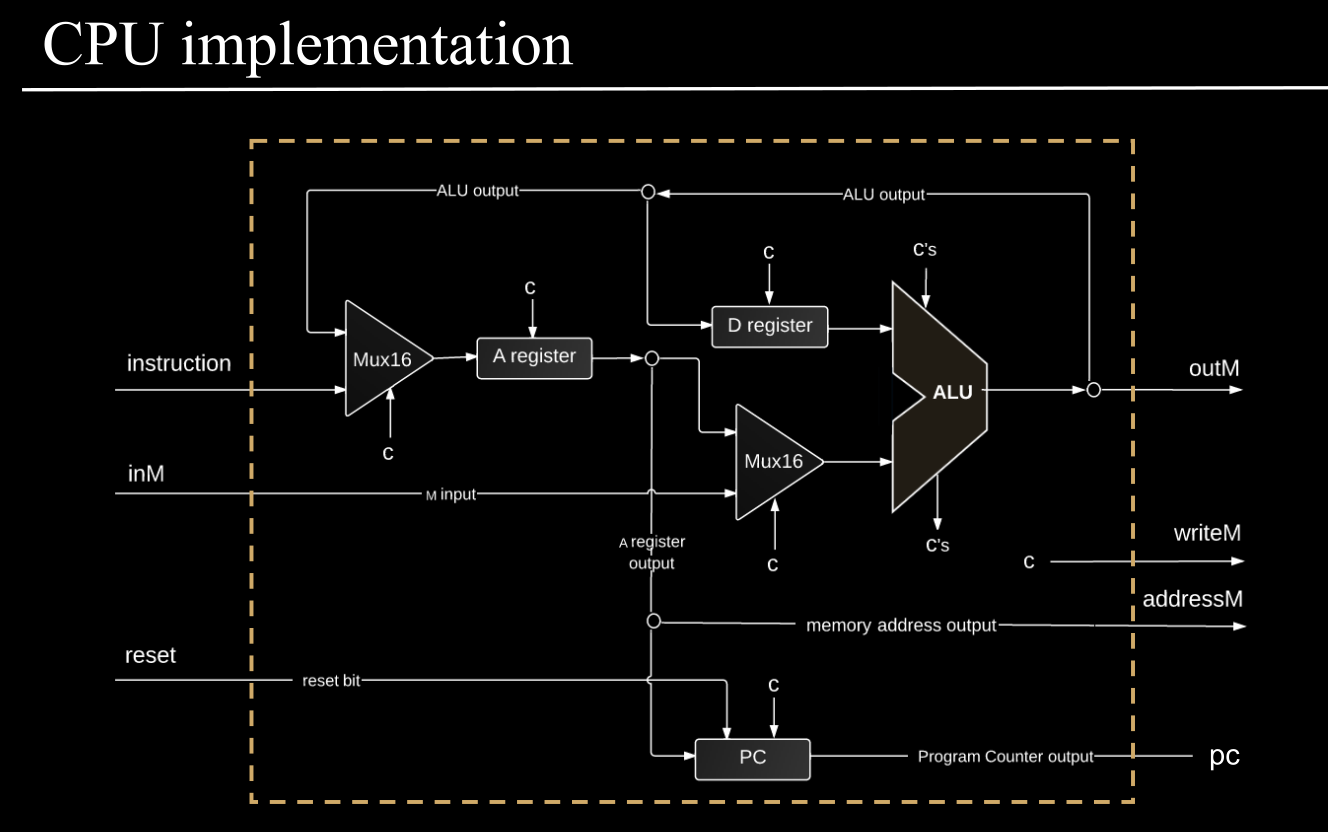 CPU implementation
ALU output
ALU output
c
c's
c
D register
A register
Mux16
instruction
outM
ALU
c
Mux16
inM
M input
writeM
A register
output
c's
c
c
addressM
memory address output
reset
reset bit
c
PC
Program Counter output
pc